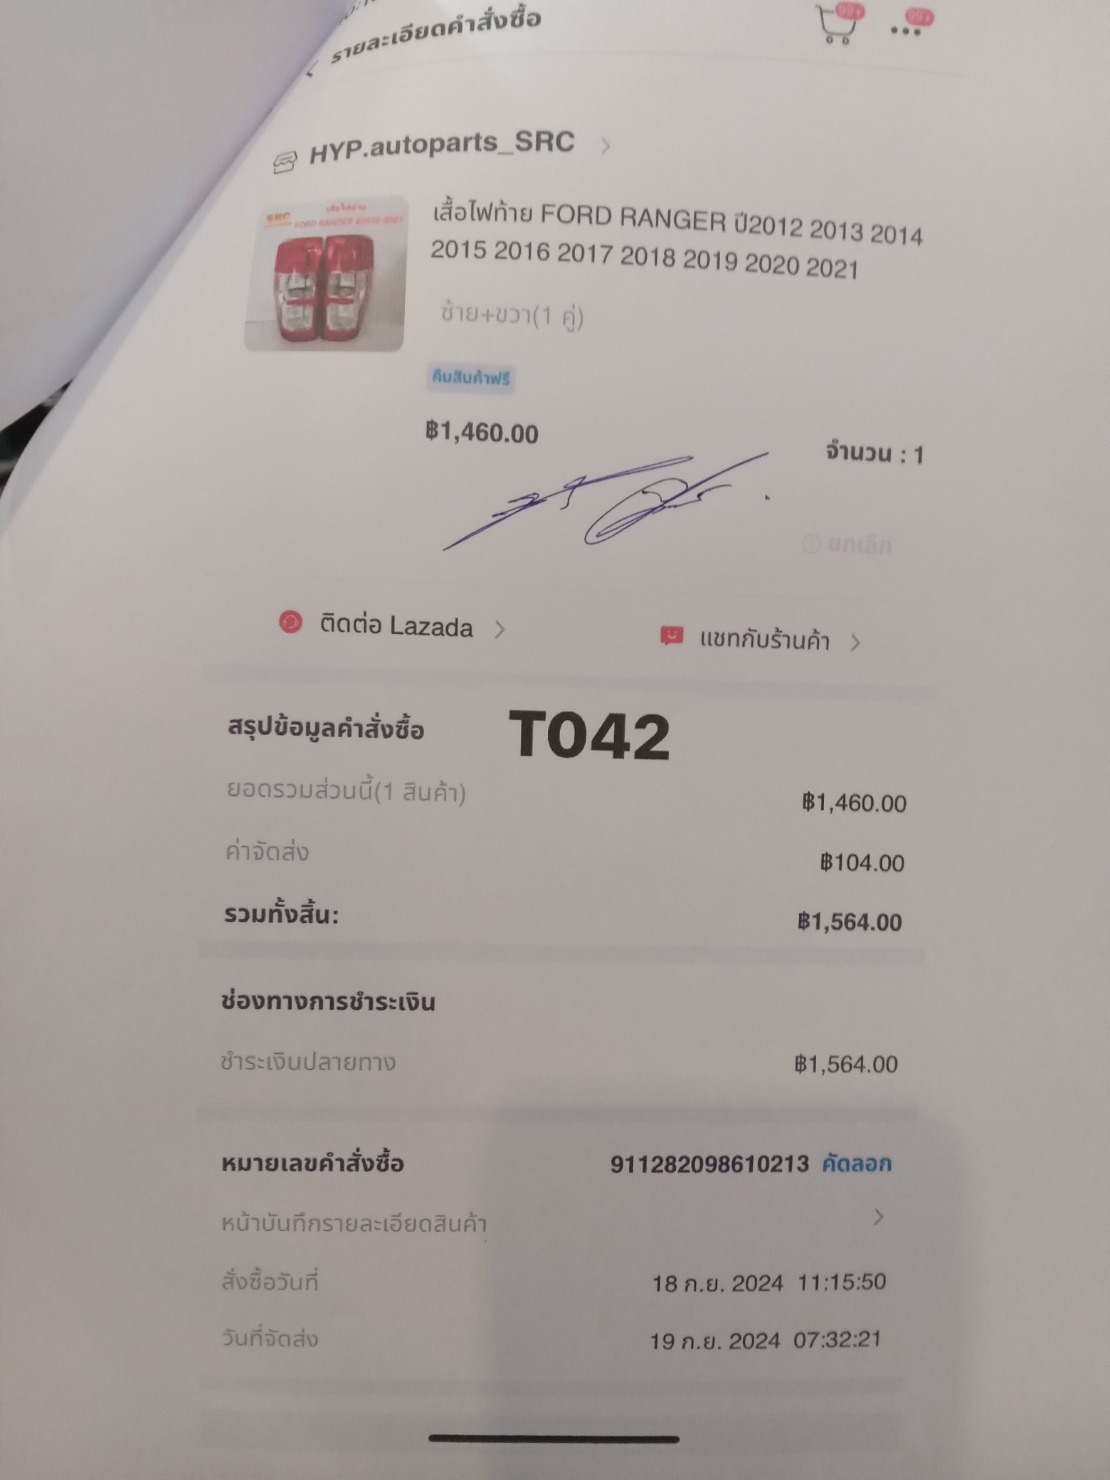 รายละเอียดคำสั่งซื้อ
99+
99+
HYP.autoparts_SRC
SRC
FORD RANGER ปี2012-2021
เสื้อไฟท้าย FORD RANGER ปี2012 2013 2014
2015 2016 2017 2018 2019 2020 2021
ซ้าย+ขวา(1 คู่)
คืนสินค้าฟรี
฿1,460.00
จำนวน : 1
ยกเลิก
ติดต่อ Lazada
แชทกับร้านค้า
สรุปข้อมูลคำสั่งซื้อ
T042
ยอดรวมส่วนนี้(1 สินค้า)
฿1,460.00
ค่าจัดส่ง
฿104.00
รวมทั้งสิ้น:
฿1,564.00
ช่องทางการชำระเงิน
ชำระเงินปลายทาง
฿1,564.00
หมายเลขคำสั่งซื้อ
911282098610213 คัดลอก
หน้าบันทึกรายละเอียดสินค้า
สั่งซื้อวันที่
18 ก.ย. 2024 11:15:50
วันที่จัดส่ง
19 ก.ย. 2024 07:32:21